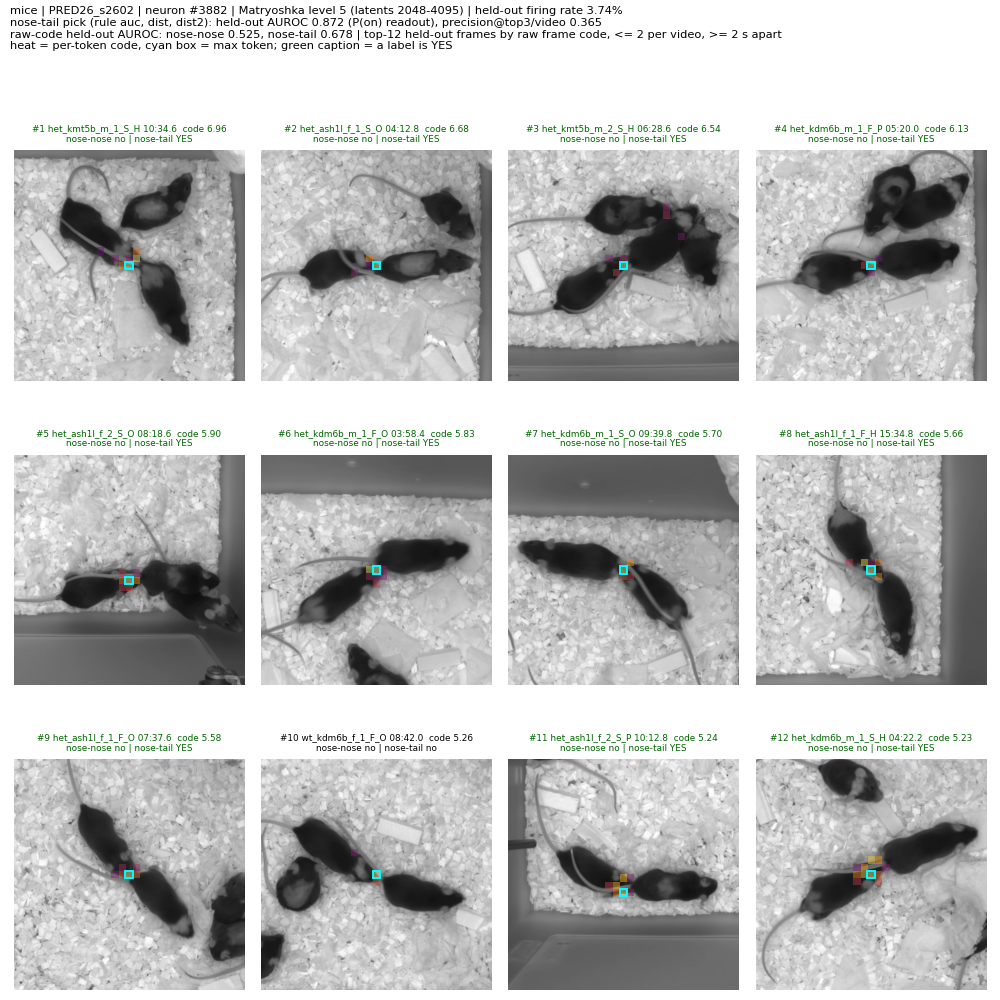 mice | PRED26_s2602 | neuron #3882 | Matryoshka level 5 (latents 2048-4095) | held-out firing rate 3.74%
nose-tail pick (rule auc, dist, dist2): held-out AUROC 0.872 (P(on) readout), precision@top3/video 0.365
raw-code held-out AUROC: nose-nose 0.525, nose-tail 0.678 | top-12 held-out frames by raw frame code, <= 2 per video, >= 2 s apart
heat = per-token code, cyan box = max token; green caption = a label is YES
#1 het_kmt5b_m_1_S_H 10:34.6 code 6.96
nose-nose no | nose-tail YES
#2 het_ash1l_f_1_S_O 04:12.8 code 6.68
nose-nose no | nose-tail YES
#3 het_kmt5b_m_2_S_H 06:28.6 code 6.54
nose-nose no | nose-tail YES
#4 het_kdm6b_m_1_F_P 05:20.0 code 6.13
nose-nose no | nose-tail YES
#5 het_ash1l_f_2_S_O 08:18.6 code 5.90
nose-nose no | nose-tail YES
#6 het_kdm6b_m_1_F_O 03:58.4 code 5.83
nose-nose no | nose-tail YES
#7 het_kdm6b_m_1_S_O 09:39.8 code 5.70
nose-nose no | nose-tail YES
#8 het_ash1l_f_1_F_H 15:34.8 code 5.66
nose-nose no | nose-tail YES
#9 het_ash1l_f_1_F_O 07:37.6 code 5.58
nose-nose no | nose-tail YES
#10 wt_kdm6b_f_1_F_O 08:42.0 code 5.26
nose-nose no | nose-tail no
#11 het_ash1l_f_2_S_P 10:12.8 code 5.24
nose-nose no | nose-tail YES
#12 het_kdm6b_m_1_S_H 04:22.2 code 5.23
nose-nose no | nose-tail YES